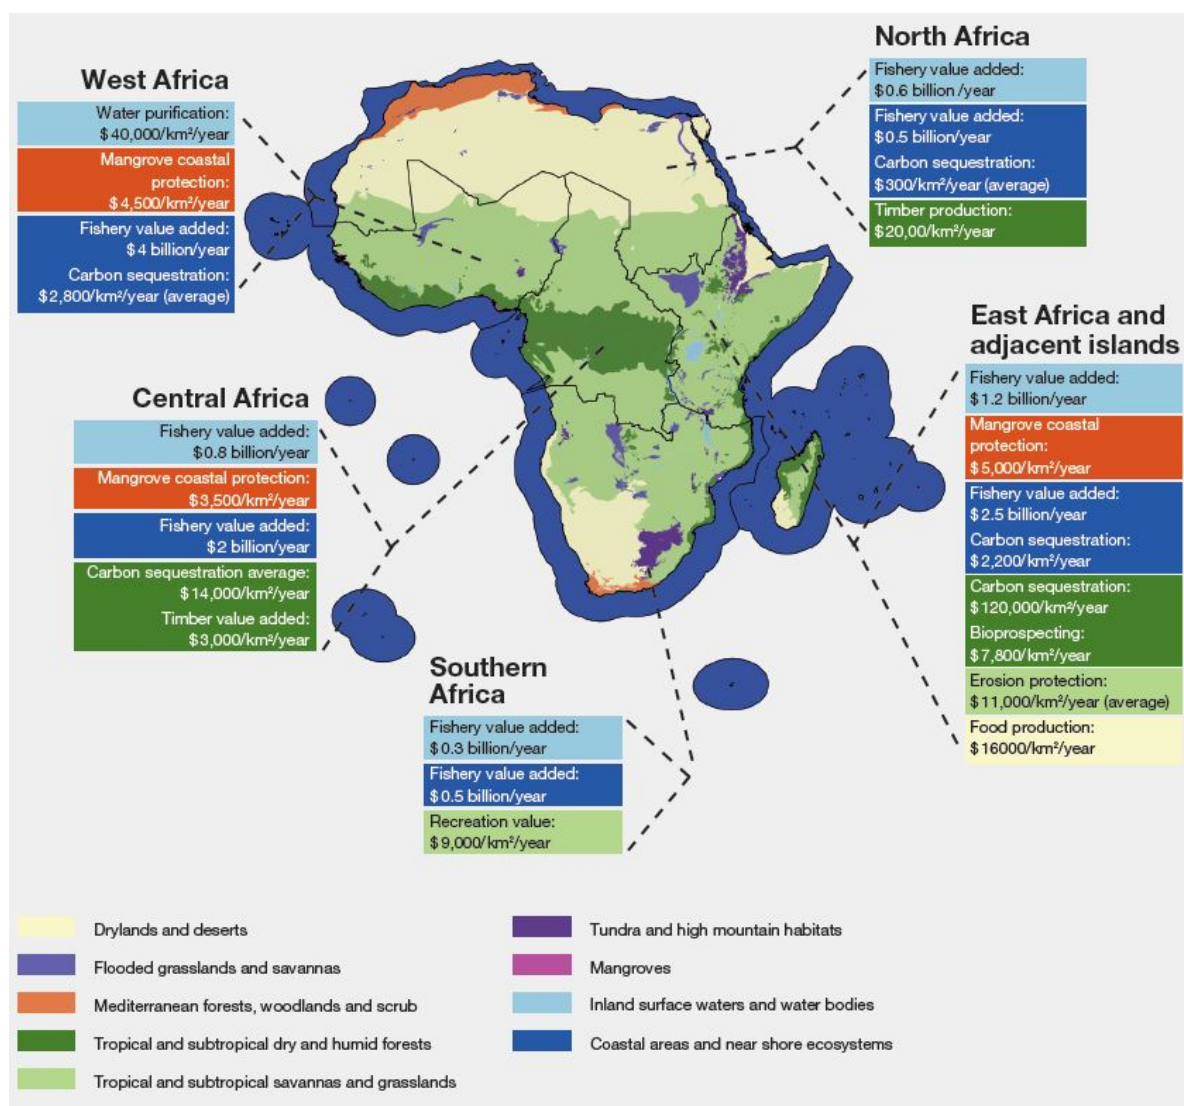 West Africa
Water purification:
$40,000/km²/year
Mangrove coastal
protection:
$4,500/km²/year
Fishery value added:
$4 billion/year
Carbon sequestration:
$2,800/km²/year (average)
North Africa
Fishery value added:
$0.6 billion /year
Fishery value added:
$0.5 billion/year
Carbon sequestration:
$300/km²/year (average)
Timber production:
$20,00/km²/year
Central Africa
Fishery value added:
$0.8 billion/year
Mangrove coastal protection:
$3,500/km²/year
Fishery value added:
$2 billion/year
Carbon sequestration average:
$14,000/km²/year
Timber value added:
$3,000/km²/year
East Africa and
adjacent islands
Fishery value added:
$1.2 billion/year
Mangrove coastal
protection:
$5,000/km²/year
Fishery value added:
$2.5 billion/year
Carbon sequestration:
$2,200/km²/year
Carbon sequestration:
$120,000/km²/year
Bioprospecting:
$7,800/km²/year
Erosion protection:
$11,000/km²/year (average)
Food production:
$16000/km²/year
Southern
Africa
Fishery value added:
$0.3 billion/year
Fishery value added:
$0.5 billion/year
Recreation value:
$9,000/km²/year
Drylands and deserts
Flooded grasslands and savannas
Mediterranean forests, woodlands and scrub
Tropical and subtropical dry and humid forests
Tropical and subtropical savannas and grasslands
Tundra and high mountain habitats
Mangroves
Inland surface waters and water bodies
Coastal areas and near shore ecosystems